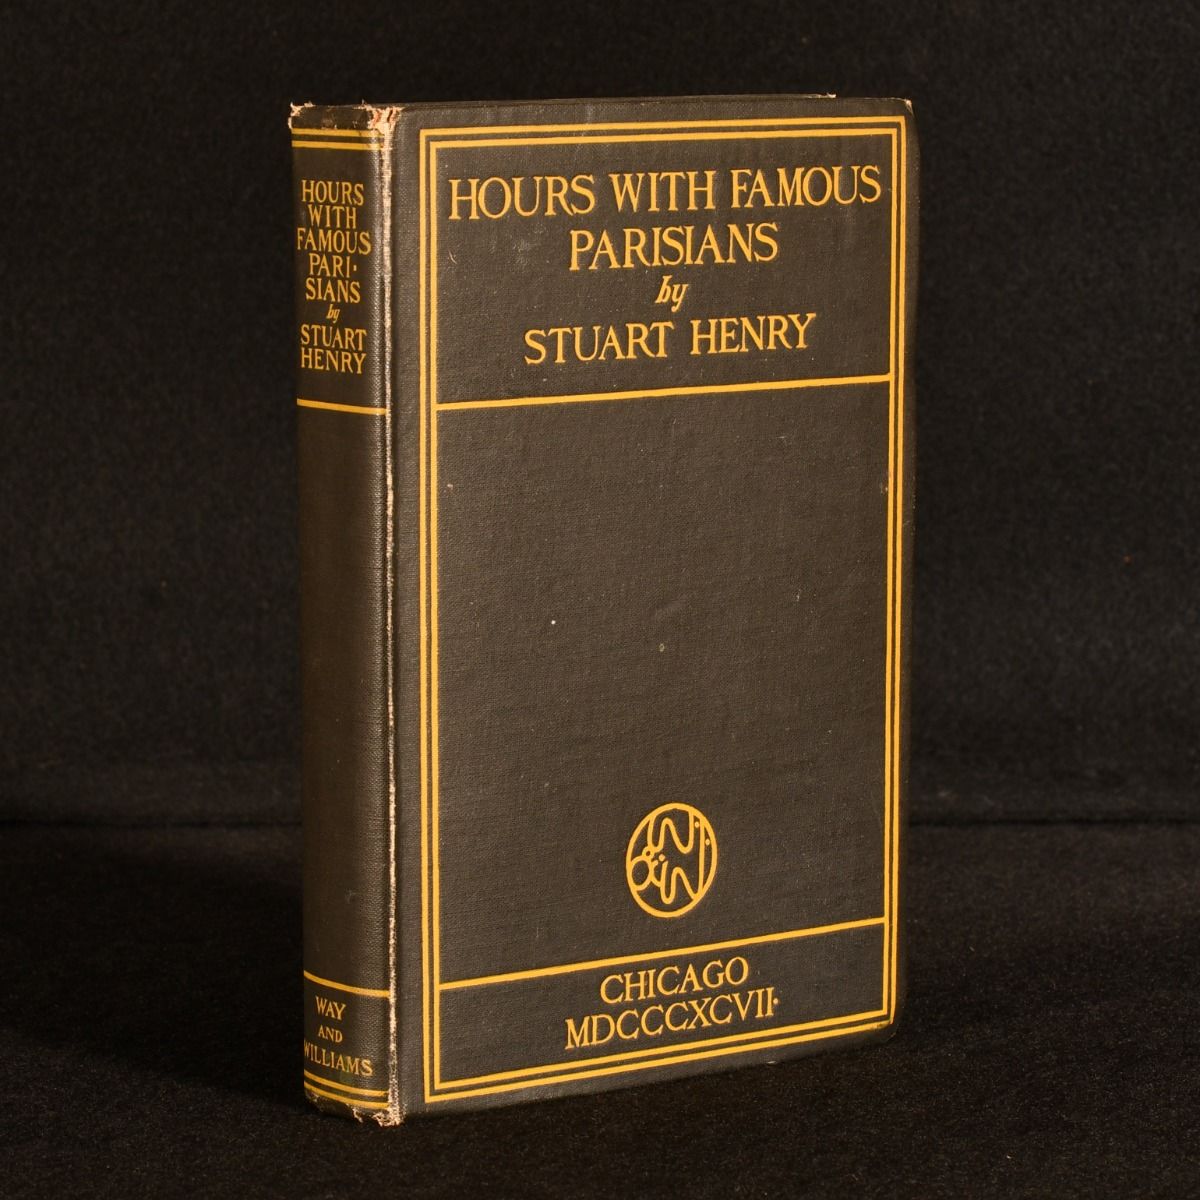 HOURS
WITH
FAMOUS
PARI·
SIANS
by
STUART
HENRY
WAY
AND
WILLIAMS
HOURS WITH FAMOUS
PARISIANS
by
STUART HENRY
CHICAGO
MDCCCXCVII·